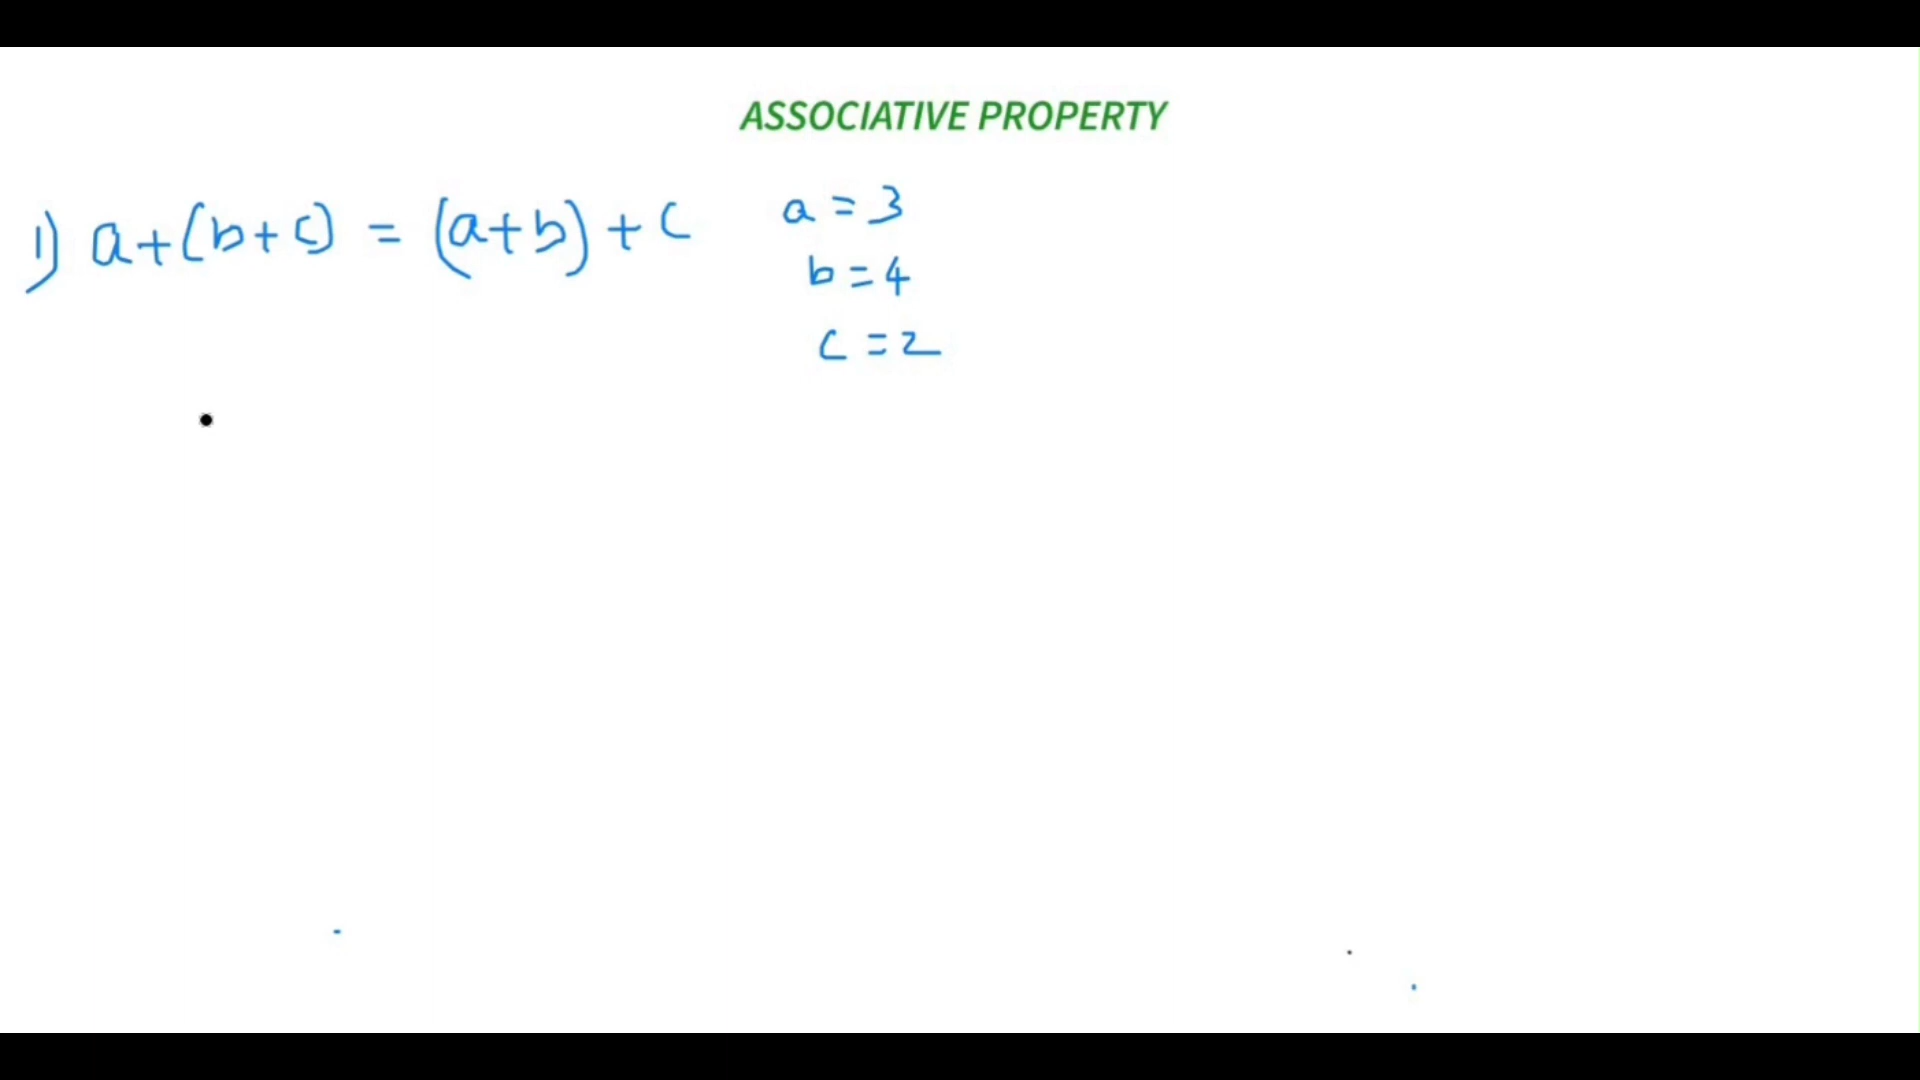 ASSOCIATIVE PROPERTY
1) a+(b+c) = (a+b)+c
a=3
b=4
c=2